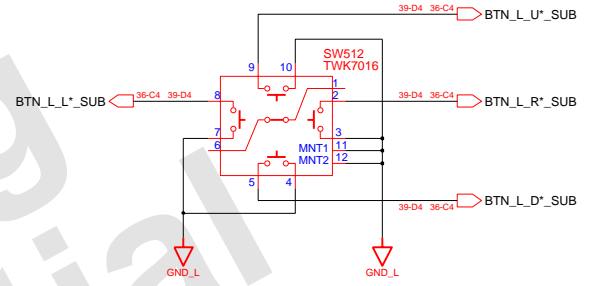 39-D4 36-C4 BTN_L_U*_SUB
9 10
SW512
TWK7016
BTN_L_L*_SUB 36-C4 39-D4 8
1
2 39-D4 36-C4 BTN_L_R*_SUB
7 3
6 MNT1 11
MNT2 12
5 4
39-D4 36-C4 BTN_L_D*_SUB
GND_L GND_L